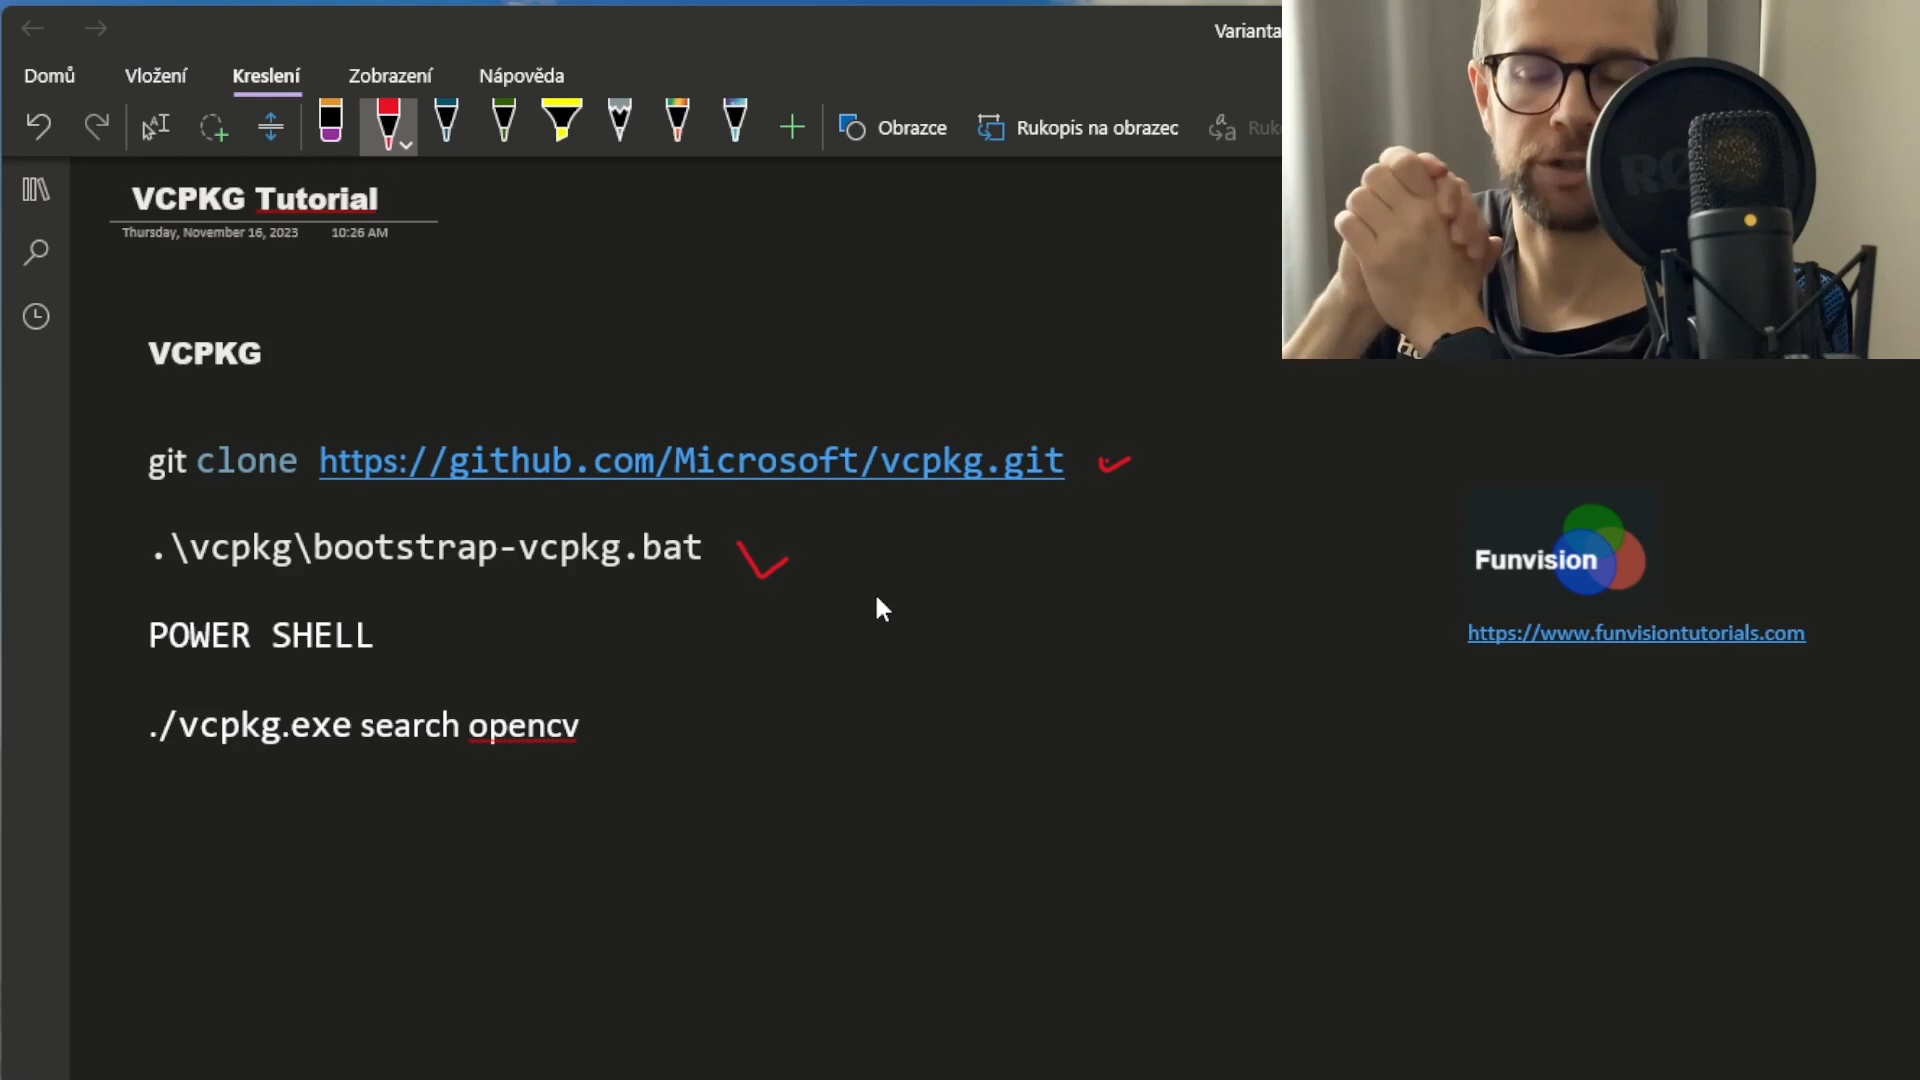 Varianta
Domů Vložení Kreslení Zobrazení Nápověda
Obrazce Rukopis na obrazec
VCPKG Tutorial
Thursday, November 16, 2023 10:26 AM
VCPKG
git clone https://github.com/Microsoft/vcpkg.git
.\vcpkg\bootstrap-vcpkg.bat
POWER SHELL
./vcpkg.exe search opencv
Funvision
https://www.funvisiontutorials.com